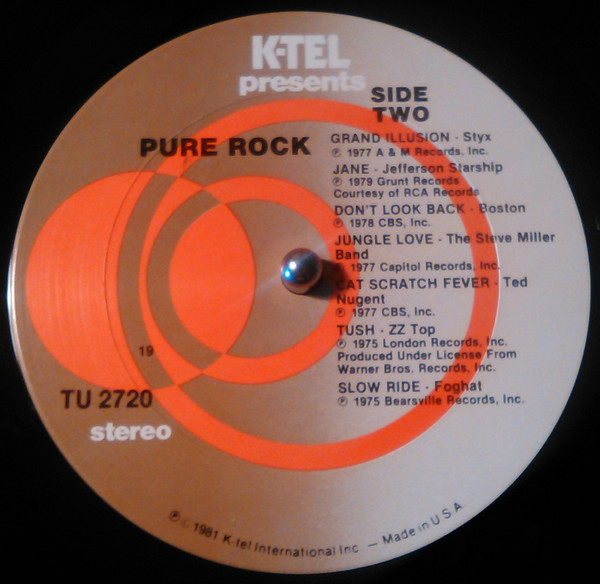 K-TEL
presents
SIDE
TWO
PURE ROCK
GRAND ILLUSION - Styx
℗ 1977 A & M Records, Inc.
JANE - Jefferson Starship
℗ 1979 Grunt Records
Courtesy of RCA Records
DON'T LOOK BACK - Boston
℗ 1978 CBS, Inc.
JUNGLE LOVE - The Steve Miller
Band
℗ 1977 Capitol Records, Inc.
CAT SCRATCH FEVER - Ted
Nugent
℗ 1977 CBS, Inc.
TUSH - ZZ Top
℗ 1975 London Records, Inc.
Produced Under License From
Warner Bros. Records, Inc.
SLOW RIDE - Foghat
℗ 1975 Bearsville Records, Inc.
19
TU 2720
stereo
℗ © 1981 K-tel International Inc. — Made in U.S.A.